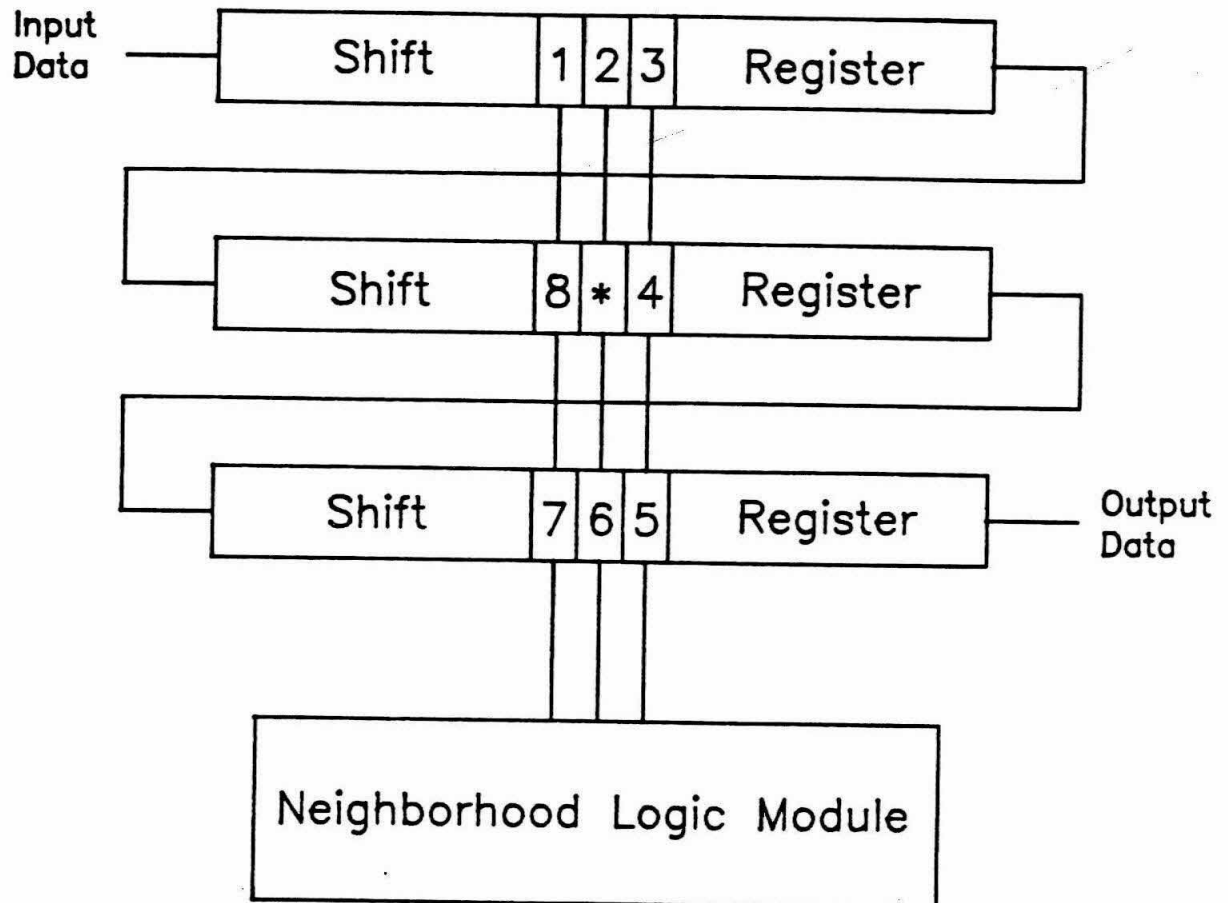 Input
Data
Shift 1 2 3 Register
Shift 8 * 4 Register
Shift 7 6 5 Register
Output
Data
Neighborhood Logic Module